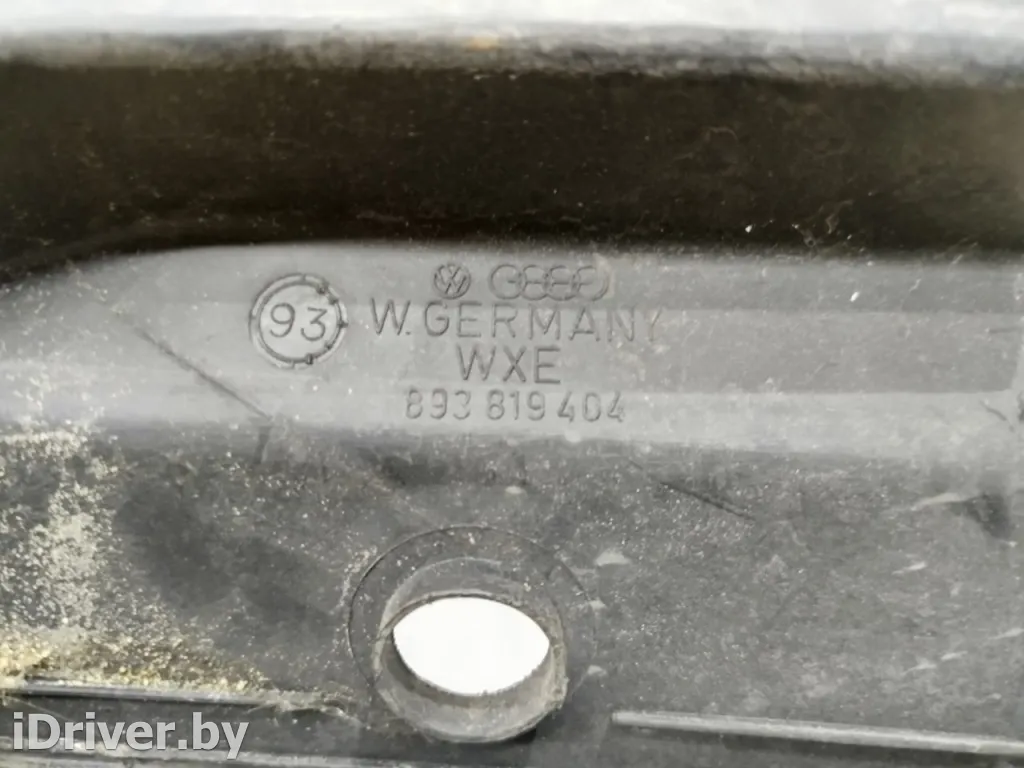 93
W. GERMANY
WXE
893 819 404
iDriver.by